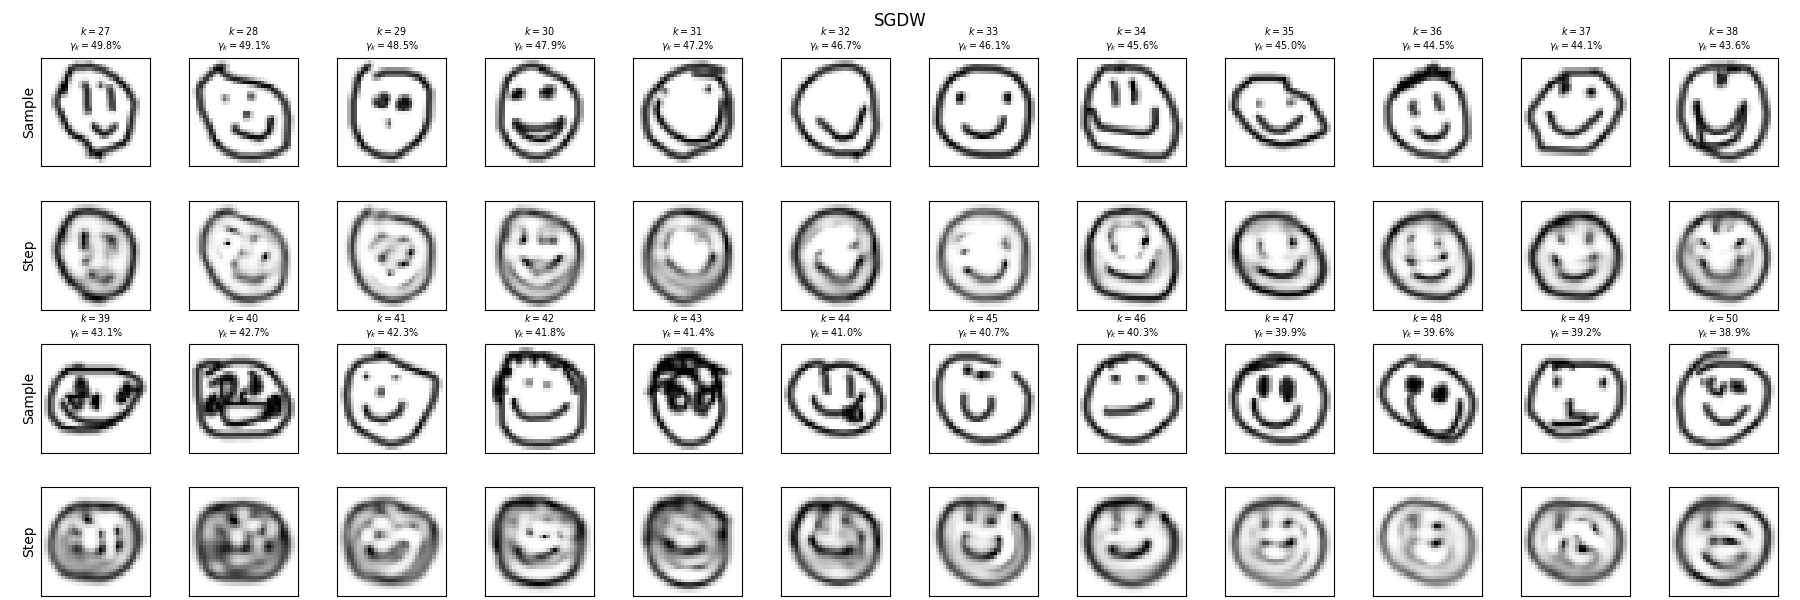 SGDW
k = 27 k = 28 k = 29 k = 30 k = 31 k = 32 k = 33 k = 34 k = 35 k = 36 k = 37 k = 38
γk = 49.8% γk = 49.1% γk = 48.5% γk = 47.9% γk = 47.2% γk = 46.7% γk = 46.1% γk = 45.6% γk = 45.0% γk = 44.5% γk = 44.1% γk = 43.6%
Sample
Step
k = 39 k = 40 k = 41 k = 42 k = 43 k = 44 k = 45 k = 46 k = 47 k = 48 k = 49 k = 50
γk = 43.1% γk = 42.7% γk = 42.3% γk = 41.8% γk = 41.4% γk = 41.0% γk = 40.7% γk = 40.3% γk = 39.9% γk = 39.6% γk = 39.2% γk = 38.9%
Sample
Step